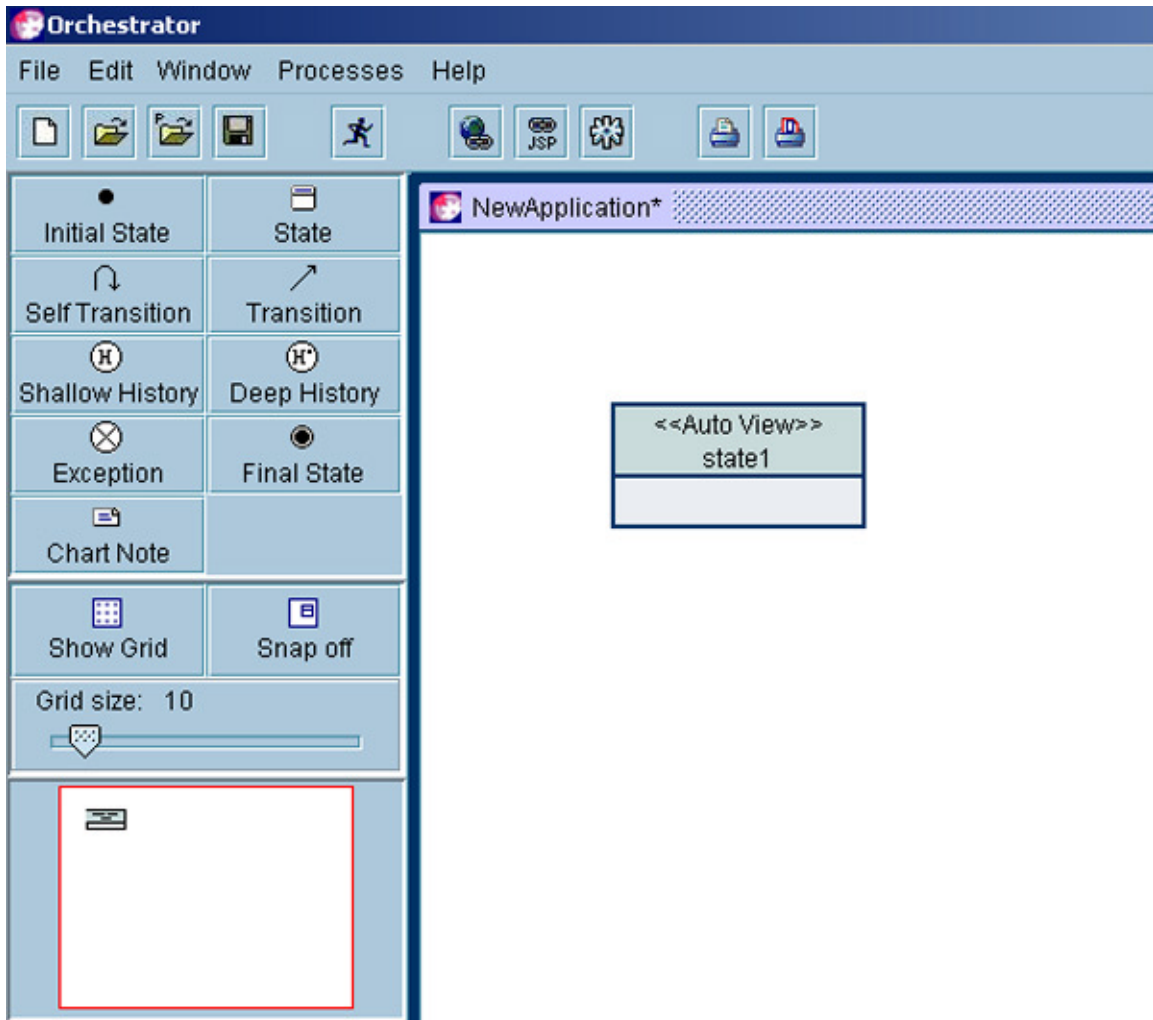 Orchestrator
File Edit Window Processes Help
P
JSP
Initial State State
Self Transition Transition
H H*
Shallow History Deep History
Exception Final State
Chart Note
Show Grid Snap off
Grid size: 10
NewApplication*
<<Auto View>>
state1